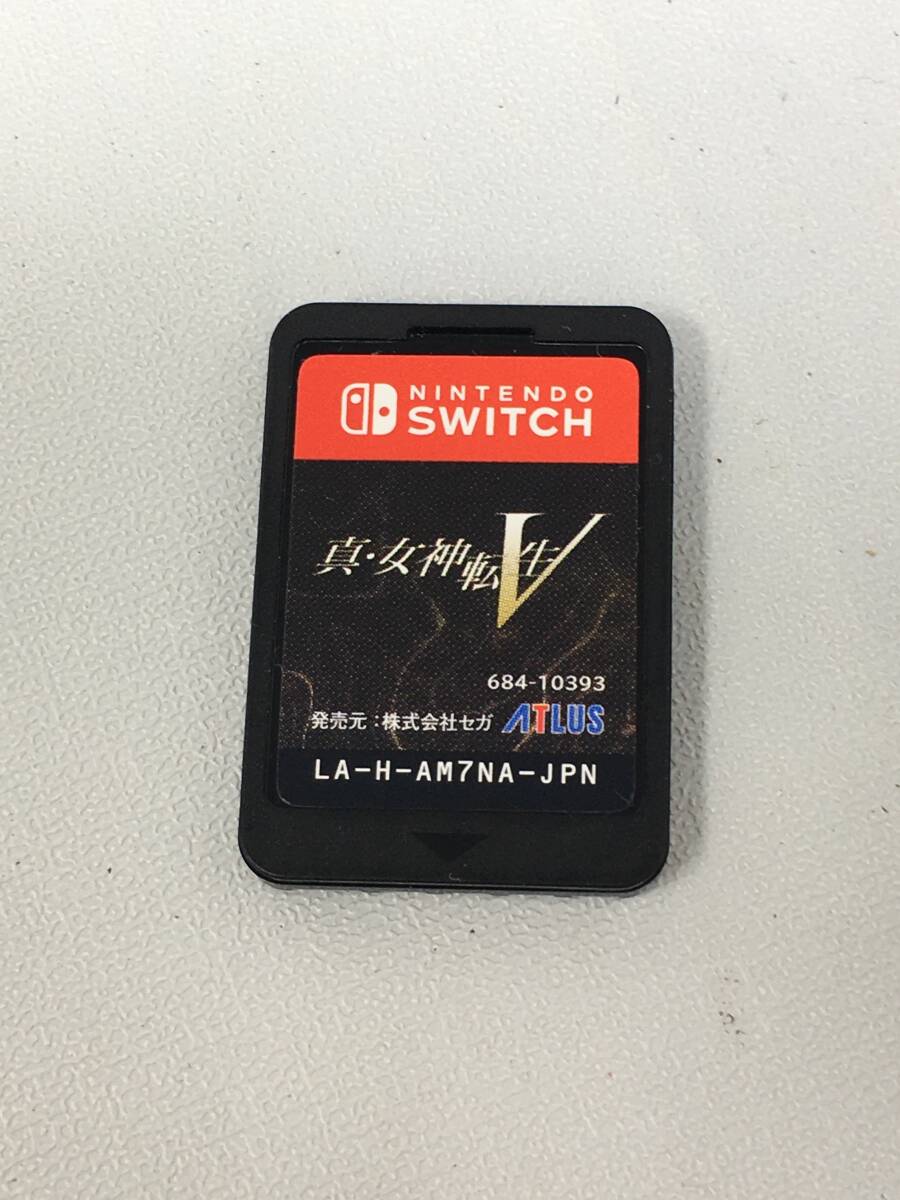 NINTENDO
SWITCH
真・女神転生V
684-10393
発売元:株式会社セガ ATLUS
LA-H-AM7NA-JPN